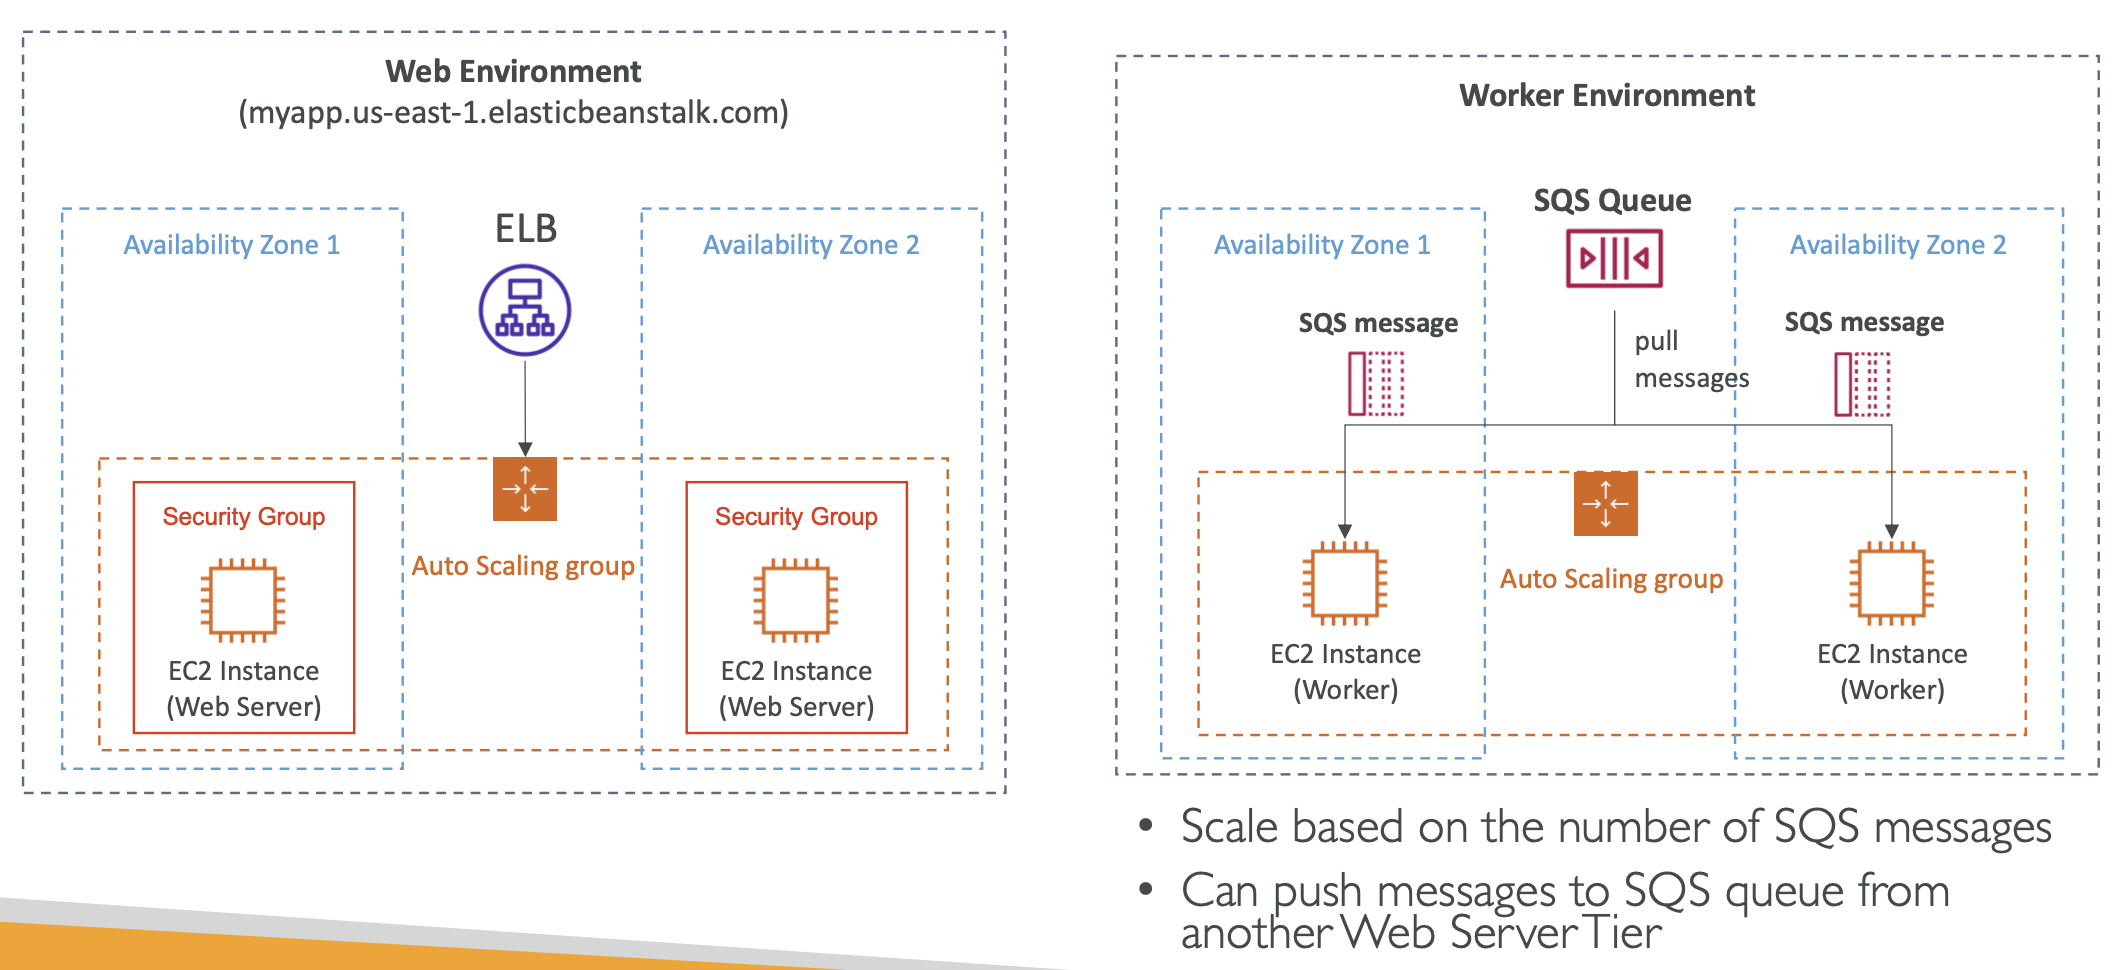 Web Environment
(myapp.us-east-1.elasticbeanstalk.com)
Availability Zone 1
ELB
Availability Zone 2
Security Group
Security Group
Auto Scaling group
EC2 Instance
(Web Server)
EC2 Instance
(Web Server)
Worker Environment
SQS Queue
Availability Zone 1
Availability Zone 2
SQS message
SQS message
pull
messages
Auto Scaling group
EC2 Instance
(Worker)
EC2 Instance
(Worker)
• Scale based on the number of SQS messages
• Can push messages to SQS queue from
another Web Server Tier